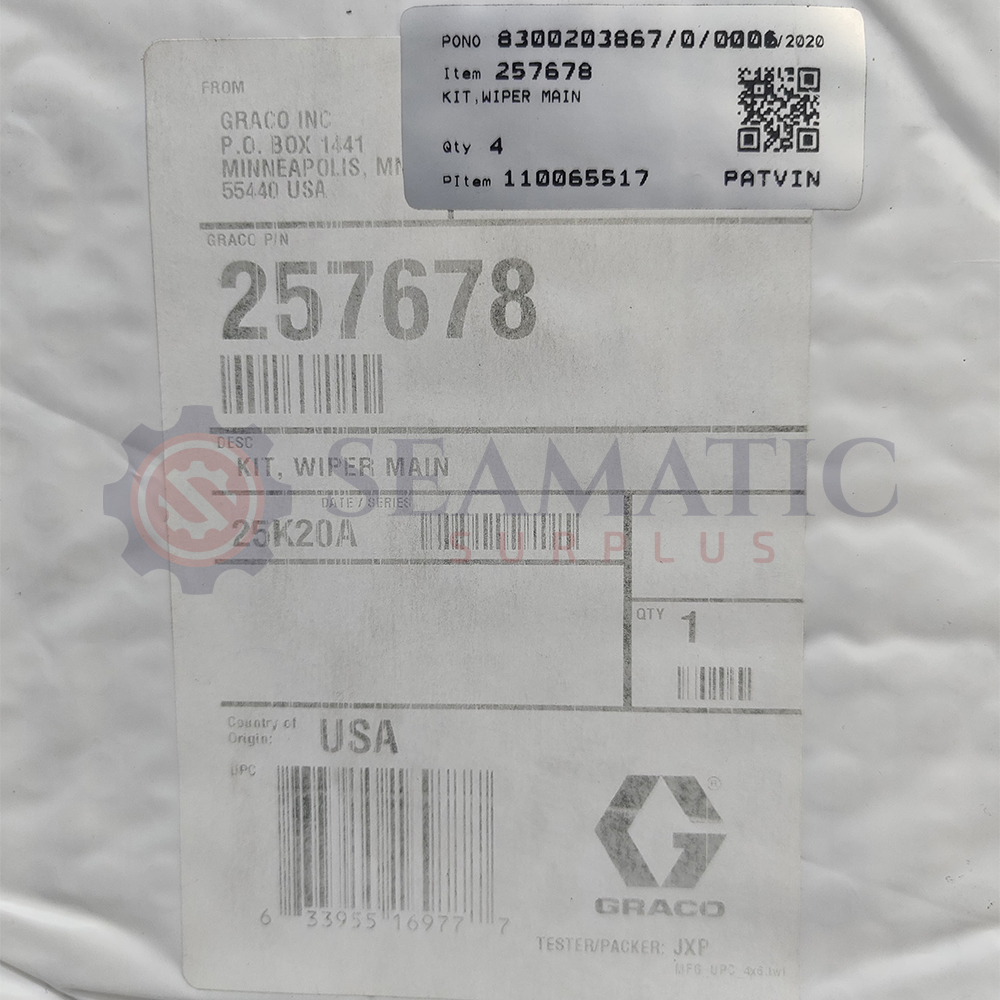 PONO 8300203867/0/0006/2020
Item 257678
KIT,WIPER MAIN
Qty 4
PItem 110065517 PATVIN
FROM
GRACO INC
P.O. BOX 1441
MINNEAPOLIS, MN
55440 USA
GRACO P/N
257678
DESC
KIT, WIPER MAIN
SEAMATIC
SURPLUS
DATE / SERIES
25K20A
QTY 1
Country of
Origin: USA
UPC
6 33955 16977 7
®
GRACO
TESTER/PACKER: JXP
MFG_UPC_4x6.lwl